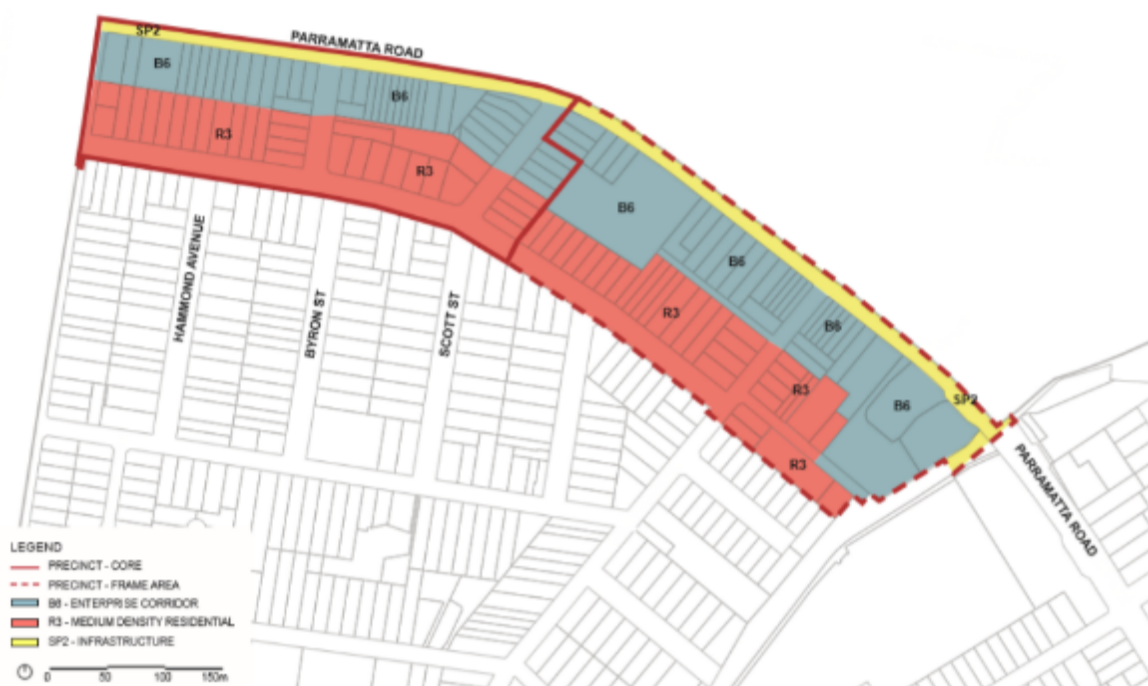 SP2
PARRAMATTA ROAD
B6
B6
R3
R3
B6
B6
R3
B6
R3
B6
SP2
R3
HAMMOND AVENUE
BYRON ST
SCOTT ST
PARRAMATTA ROAD
LEGEND
PRECINCT - CORE
PRECINCT - FRAME AREA
B6 - ENTERPRISE CORRIDOR
R3 - MEDIUM DENSITY RESIDENTIAL
SP2 - INFRASTRUCTURE
0 50 100 150m